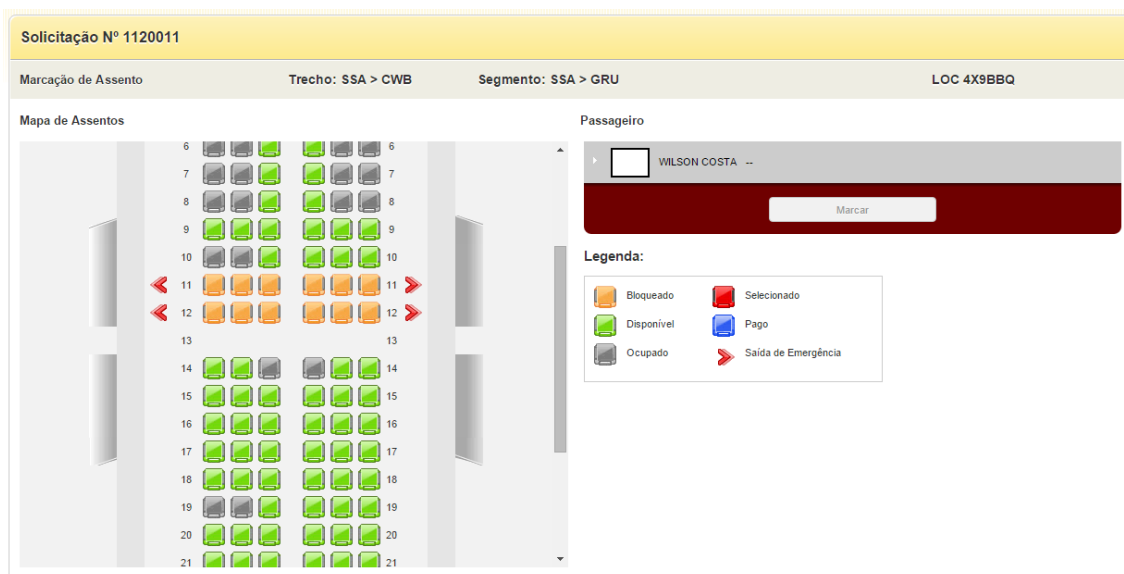 Solicitação Nº 1120011
Marcação de Assento Trecho: SSA > CWB Segmento: SSA > GRU LOC 4X9BBQ
Mapa de Assentos
6 6
7 7
8 8
9 9
10 10
11 11
12 12
13 13
14 14
15 15
16 16
17 17
18 18
19 19
20 20
21 21
Passageiro
WILSON COSTA --
Marcar
Legenda:
Bloqueado Selecionado
Disponível Pago
Ocupado Saída de Emergência